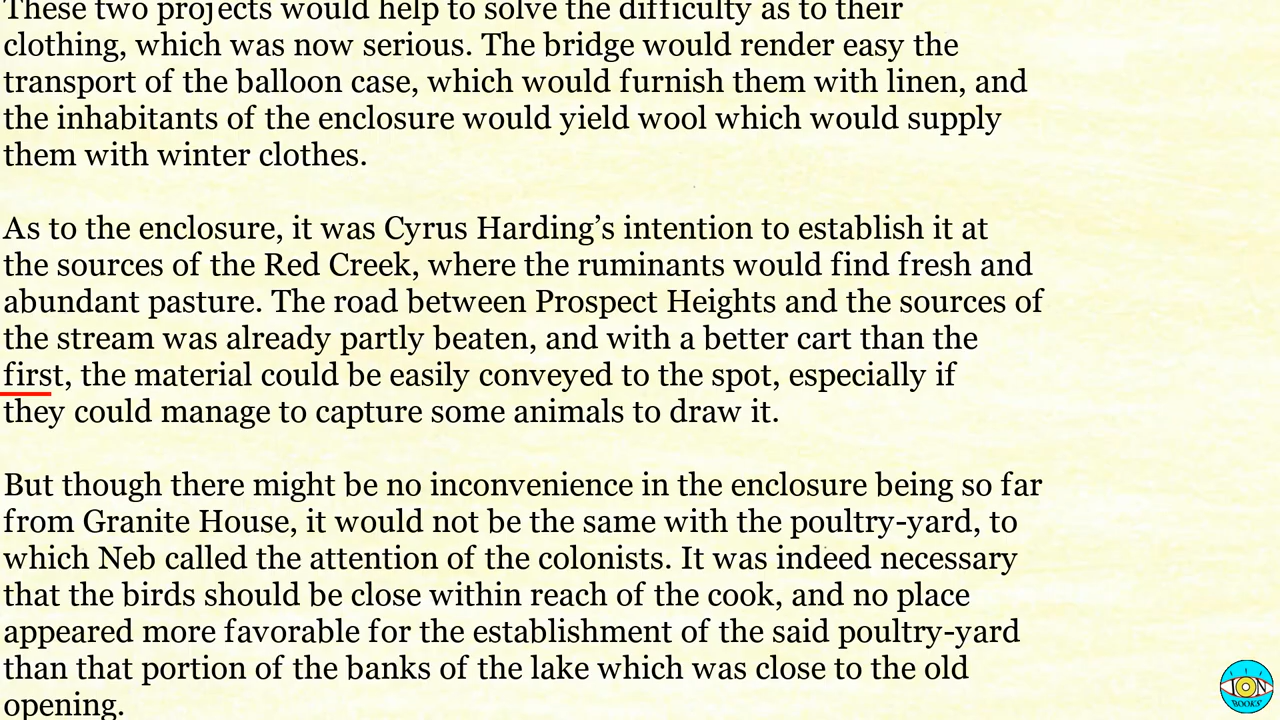 These two projects would help to solve the difficulty as to their
clothing, which was now serious. The bridge would render easy the
transport of the balloon case, which would furnish them with linen, and
the inhabitants of the enclosure would yield wool which would supply
them with winter clothes.
As to the enclosure, it was Cyrus Harding’s intention to establish it at
the sources of the Red Creek, where the ruminants would find fresh and
abundant pasture. The road between Prospect Heights and the sources of
the stream was already partly beaten, and with a better cart than the
first, the material could be easily conveyed to the spot, especially if
they could manage to capture some animals to draw it.
But though there might be no inconvenience in the enclosure being so far
from Granite House, it would not be the same with the poultry-yard, to
which Neb called the attention of the colonists. It was indeed necessary
that the birds should be close within reach of the cook, and no place
appeared more favorable for the establishment of the said poultry-yard
than that portion of the banks of the lake which was close to the old
opening.
ION
BOOKS